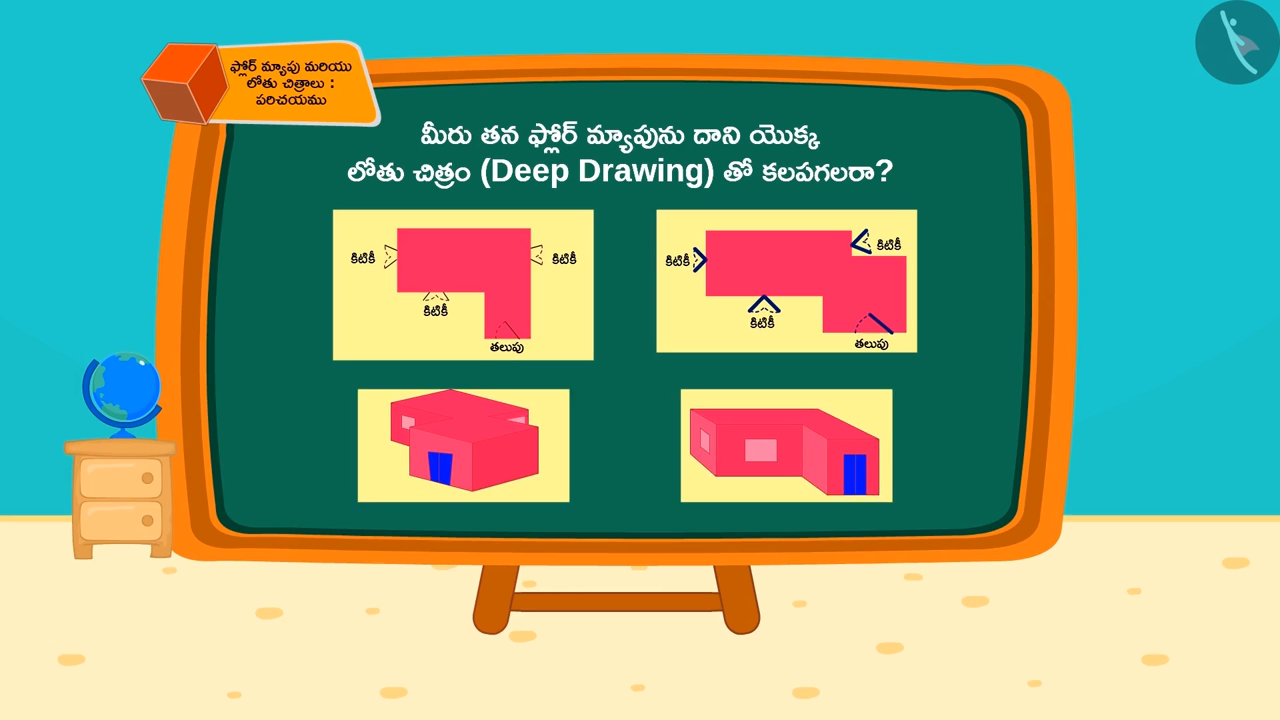 ఫ్లోర్ మ్యాపు మరియు
లోతు చిత్రాలు :
పరిచయము
మీరు తన ఫ్లోర్ మ్యాపును దాని యొక్క
లోతు చిత్రం (Deep Drawing) తో కలపగలరా?
కిటికీ
కిటికీ
కిటికీ
తలుపు
కిటికీ
కిటికీ
కిటికీ
తలుపు